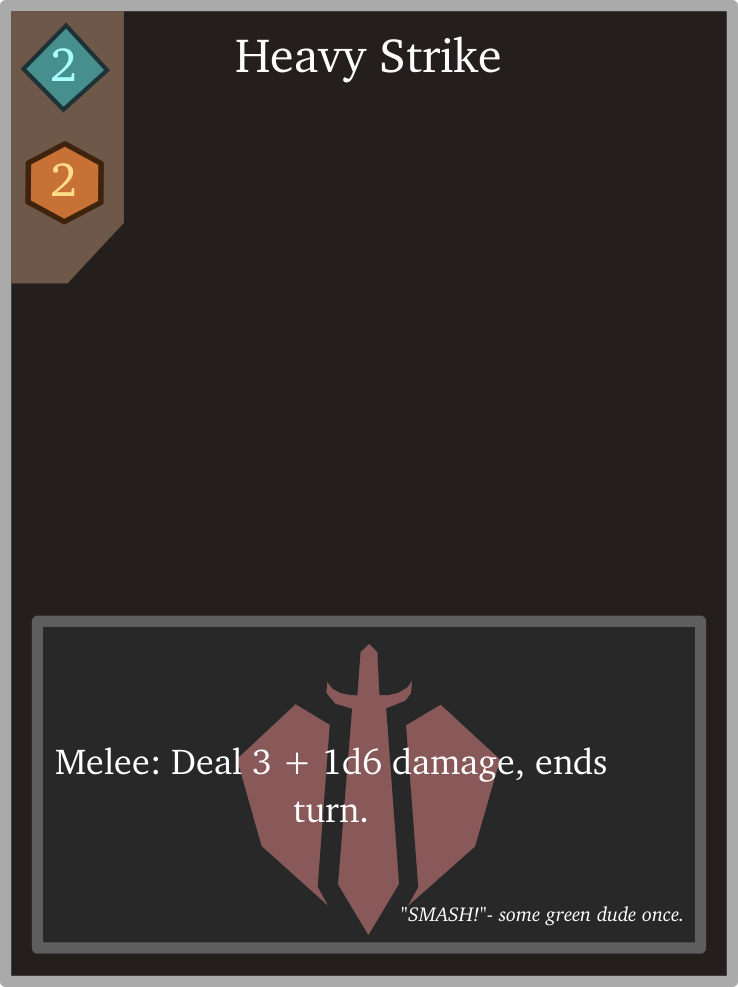 2
Heavy Strike
2
Melee: Deal 3 + 1d6 damage, ends
turn.
"SMASH!"- some green dude once.